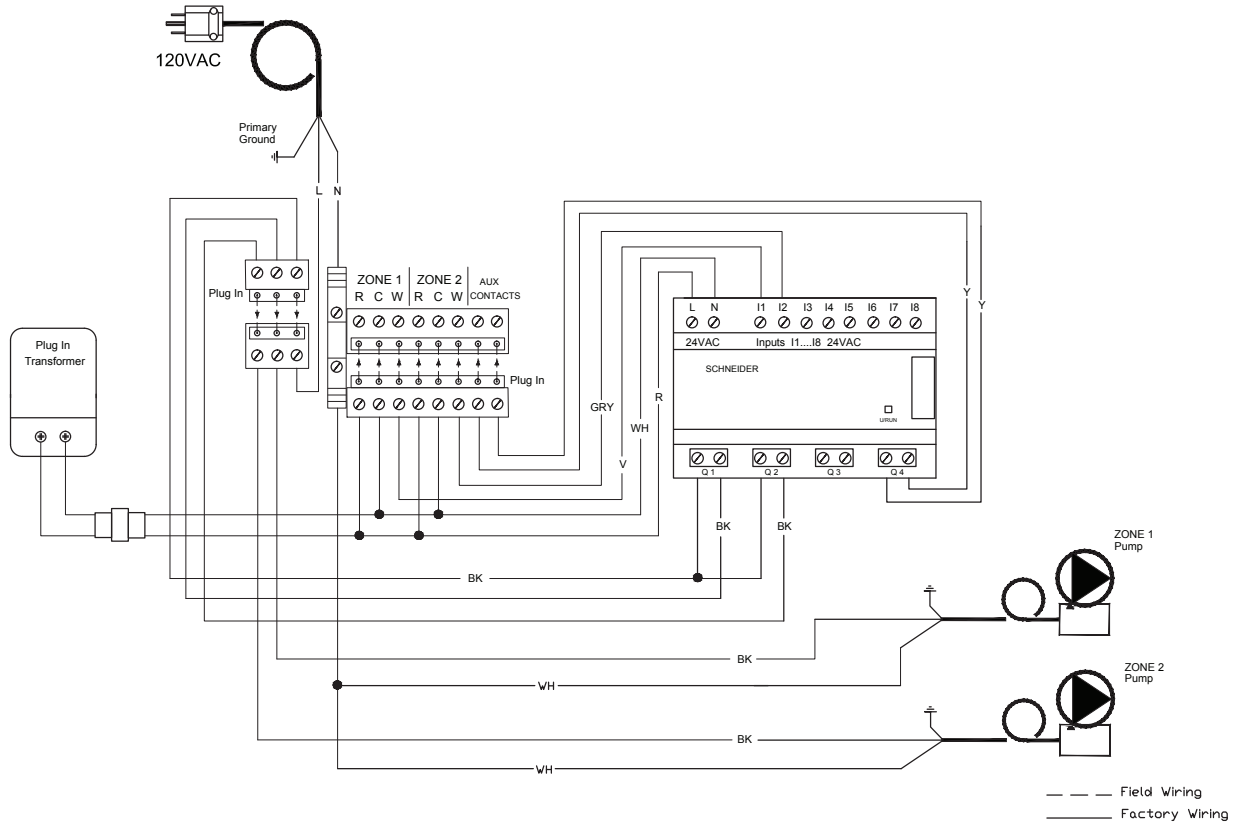 120VAC
Primary
Ground
L N
Plug In
ZONE 1 ZONE 2 AUX
CONTACTS
R C W R C W
Plug In
Plug In
Transformer
GRY
WH
V
R
Y
Y
L N I1 I2 I3 I4 I5 I6 I7 I8
24VAC Inputs I1....I8 24VAC
SCHNEIDER
U/RUN
Q 1 Q 2 Q 3 Q 4
BK BK
BK
ZONE 1
Pump
BK
WH
ZONE 2
Pump
BK
WH
Field Wiring
Factory Wiring